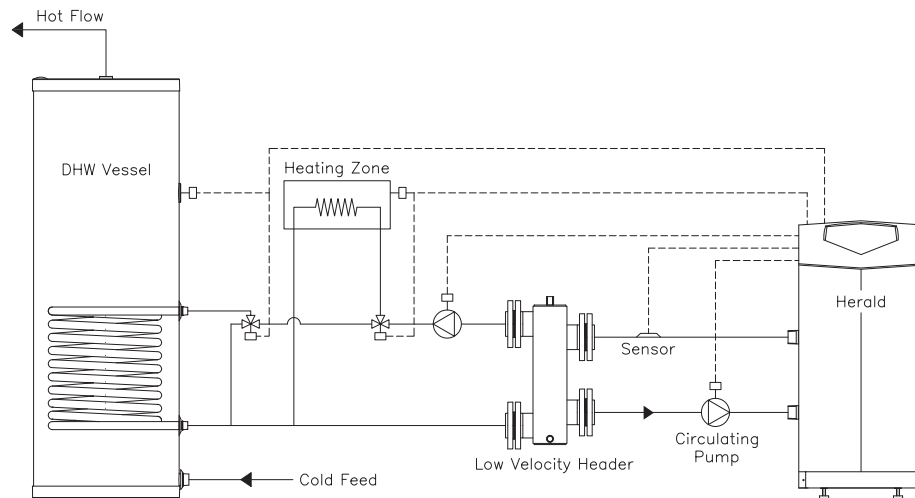 Hot Flow
DHW Vessel
Heating Zone
Herald
Sensor
Circulating
Pump
Low Velocity Header
Cold Feed